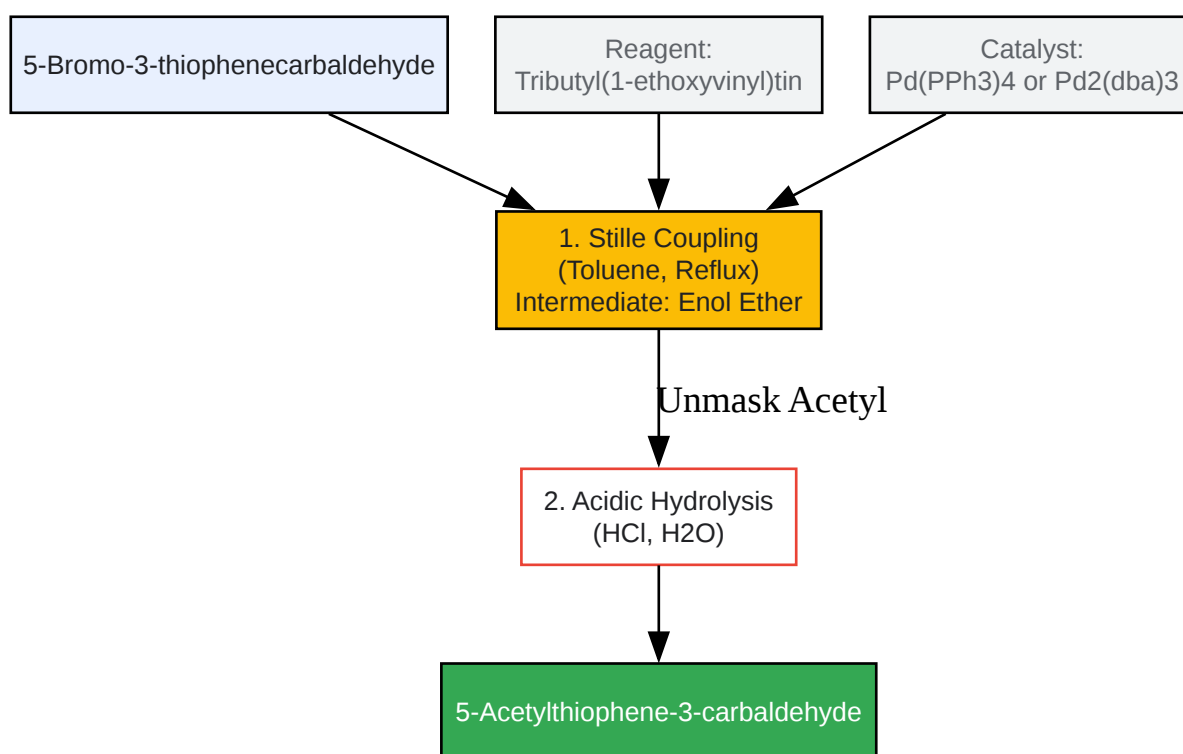 5-Bromo-3-thiophenecarbaldehyde
Reagent:
Tributyl(1-ethoxyvinyl)tin
Catalyst:
Pd(PPh3)4 or Pd2(dba)3
1. Stille Coupling
(Toluene, Reflux)
Intermediate: Enol Ether
Unmask Acetyl
2. Acidic Hydrolysis
(HCl, H2O)
5-Acetylthiophene-3-carbaldehyde